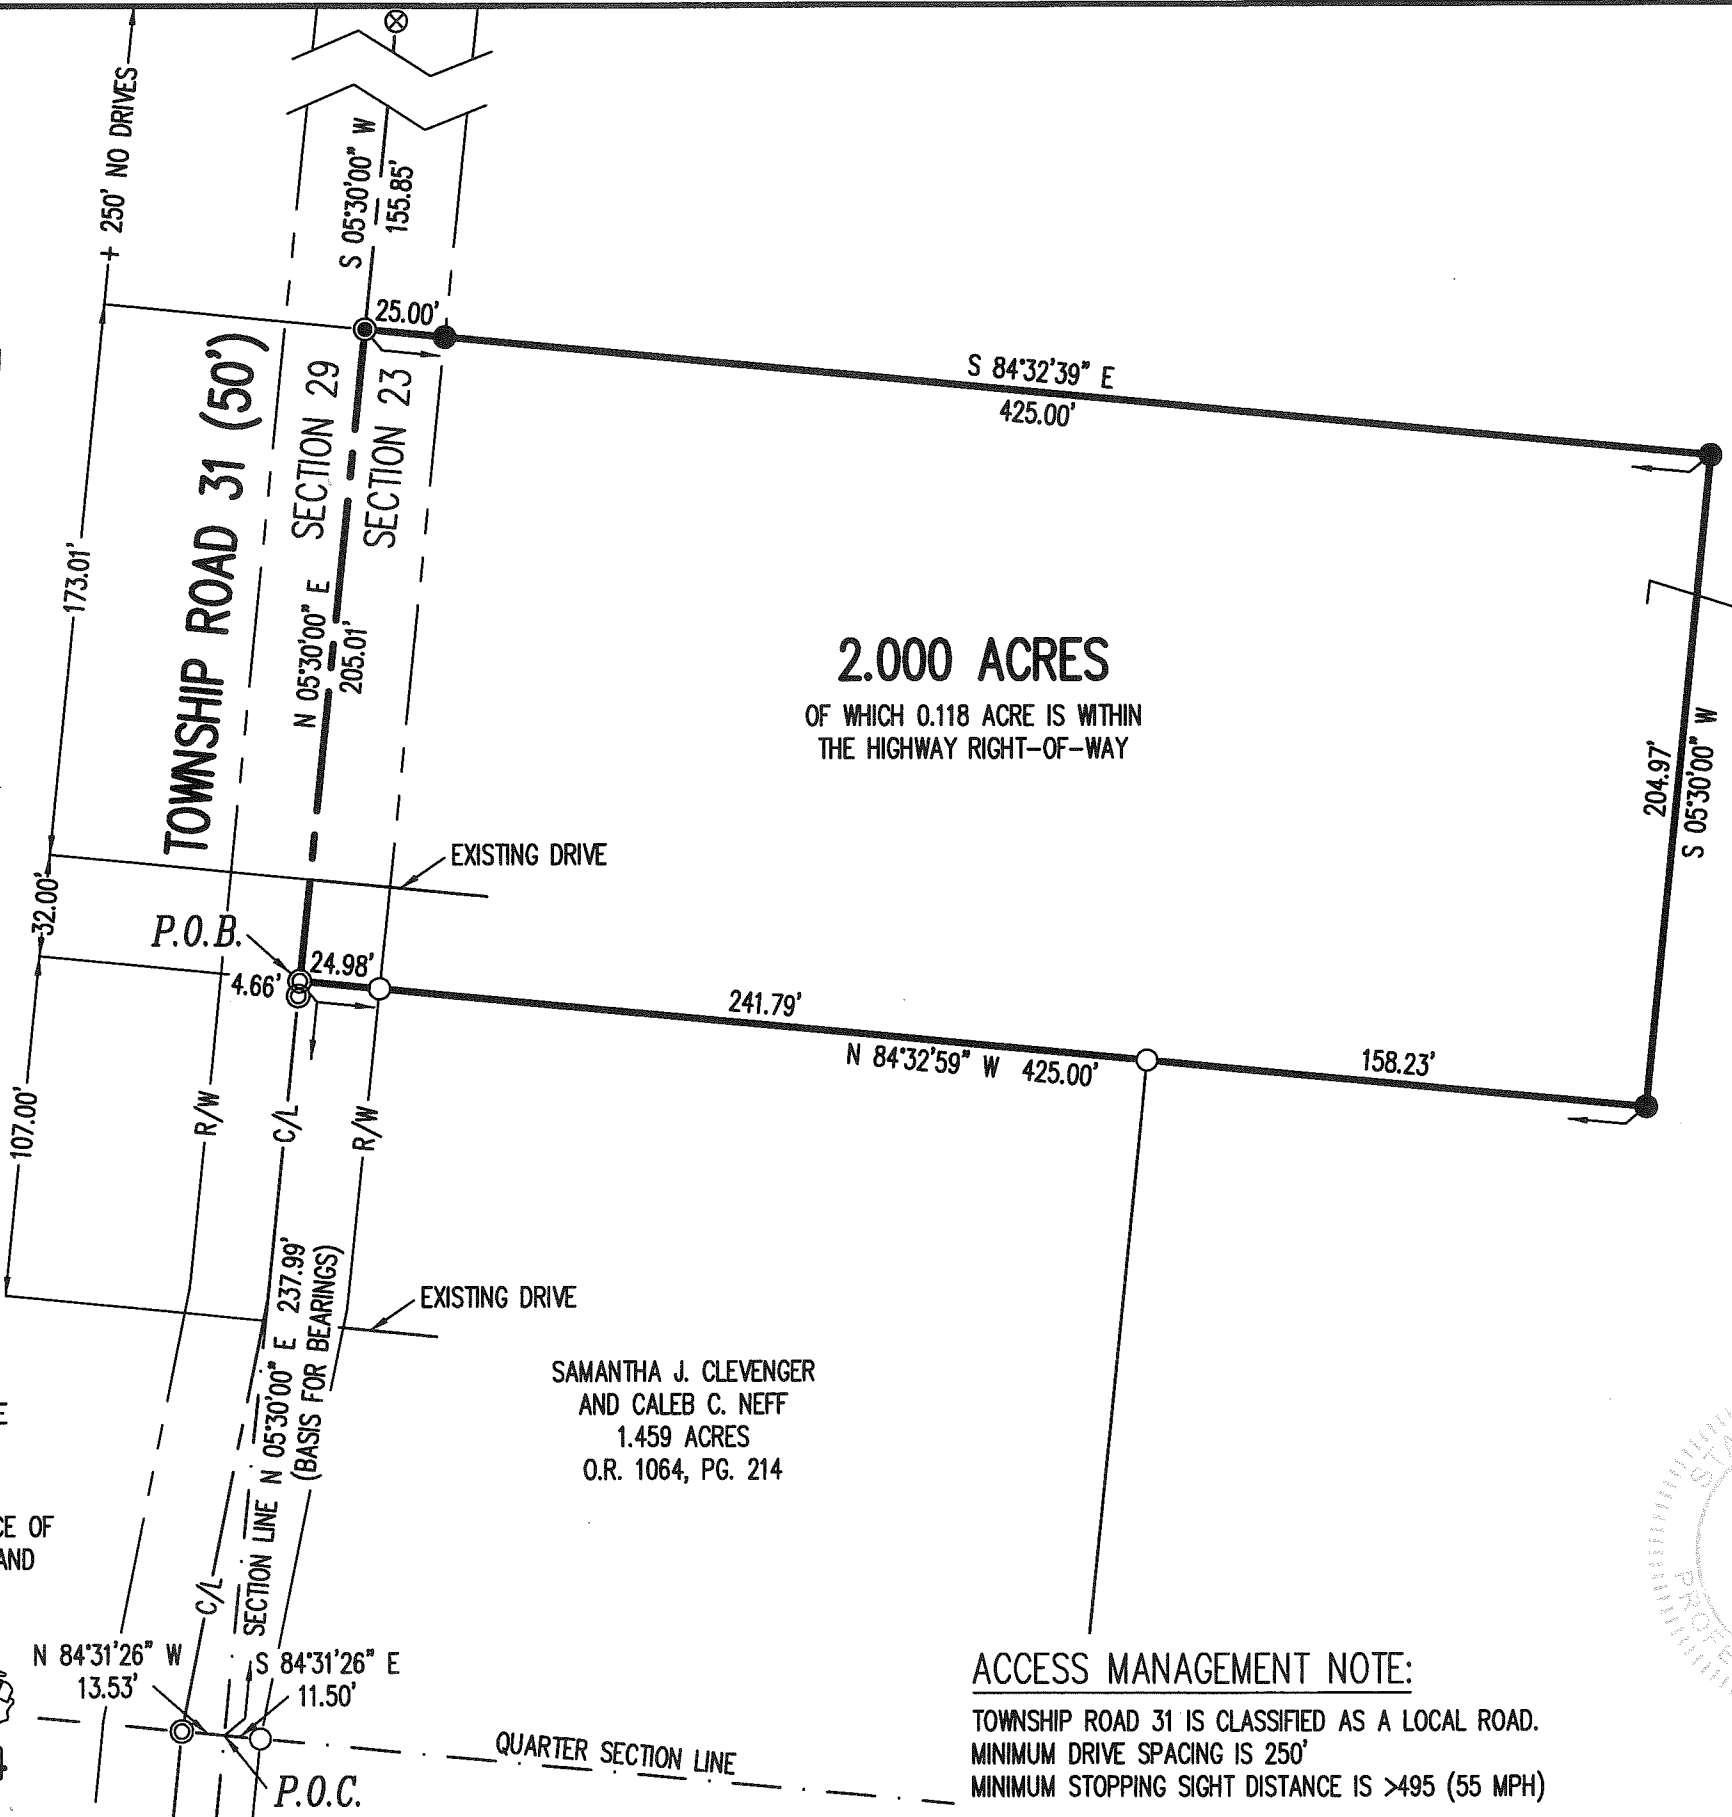 + 250' NO DRIVES
S 05°30'00" W
155.85'
25.00'
S 84°32'39" E
425.00'
TOWNSHIP ROAD 31 (50')
SECTION 29
SECTION 23
173.01'
N 05°30'00" E
205.01'
2.000 ACRES
OF WHICH 0.118 ACRE IS WITHIN
THE HIGHWAY RIGHT-OF-WAY
204.97'
S 05°30'00" W
EXISTING DRIVE
32.00'
P.O.B.
24.98'
4.66'
241.79'
N 84°32'59" W 425.00'
158.23'
107.00'
R/W
C/L
R/W
EXISTING DRIVE
SECTION LINE N 05°30'00" E 237.99'
(BASIS FOR BEARINGS)
SAMANTHA J. CLEVENGER
AND CALEB C. NEFF
1.459 ACRES
O.R. 1064, PG. 214
E
CE OF
AND
C/L
N 84°31'26" W
13.53'
S 84°31'26" E
11.50'
QUARTER SECTION LINE
P.O.C.
ACCESS MANAGEMENT NOTE:
TOWNSHIP ROAD 31 IS CLASSIFIED AS A LOCAL ROAD.
MINIMUM DRIVE SPACING IS 250'
MINIMUM STOPPING SIGHT DISTANCE IS >495 (55 MPH)